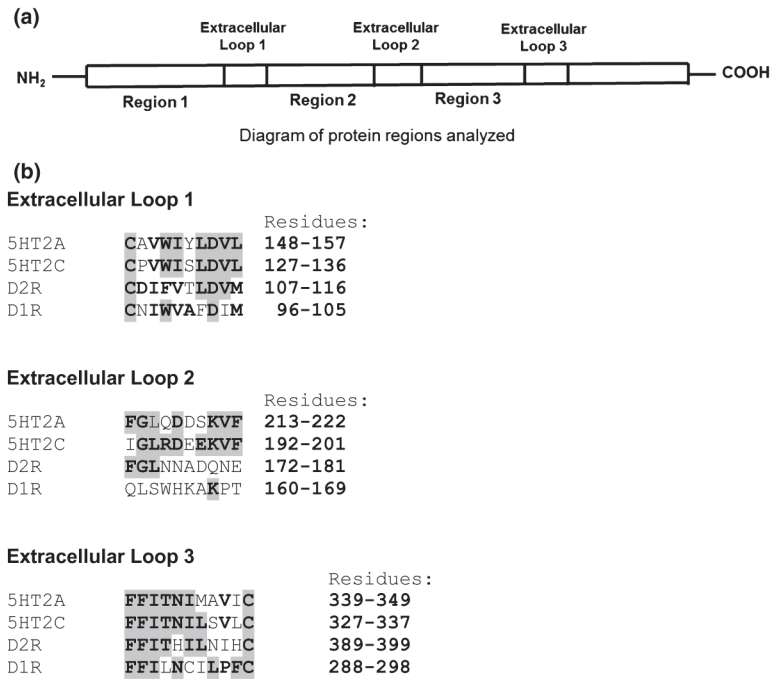 (a)
Extracellular Loop 1
Extracellular Loop 2
Extracellular Loop 3
NH2
COOH
Region 1
Region 2
Region 3
Diagram of protein regions analyzed
(b)
Extracellular Loop 1
Residues:
5HT2A CAVWIYLDVL 148-157
5HT2C CPVWISLDVL 127-136
D2R CDIFVTLDVM 107-116
D1R CNIWVAFDIM 96-105
Extracellular Loop 2
Residues:
5HT2A FGLQDDSKVF 213-222
5HT2C IGLRDEEKVF 192-201
D2R FGLNNADQNE 172-181
D1R QLSWHKAKPT 160-169
Extracellular Loop 3
Residues:
5HT2A FFITNIMAVIC 339-349
5HT2C FFITNILSVLC 327-337
D2R FFITHILNIHC 389-399
D1R FFILNCILPFC 288-298